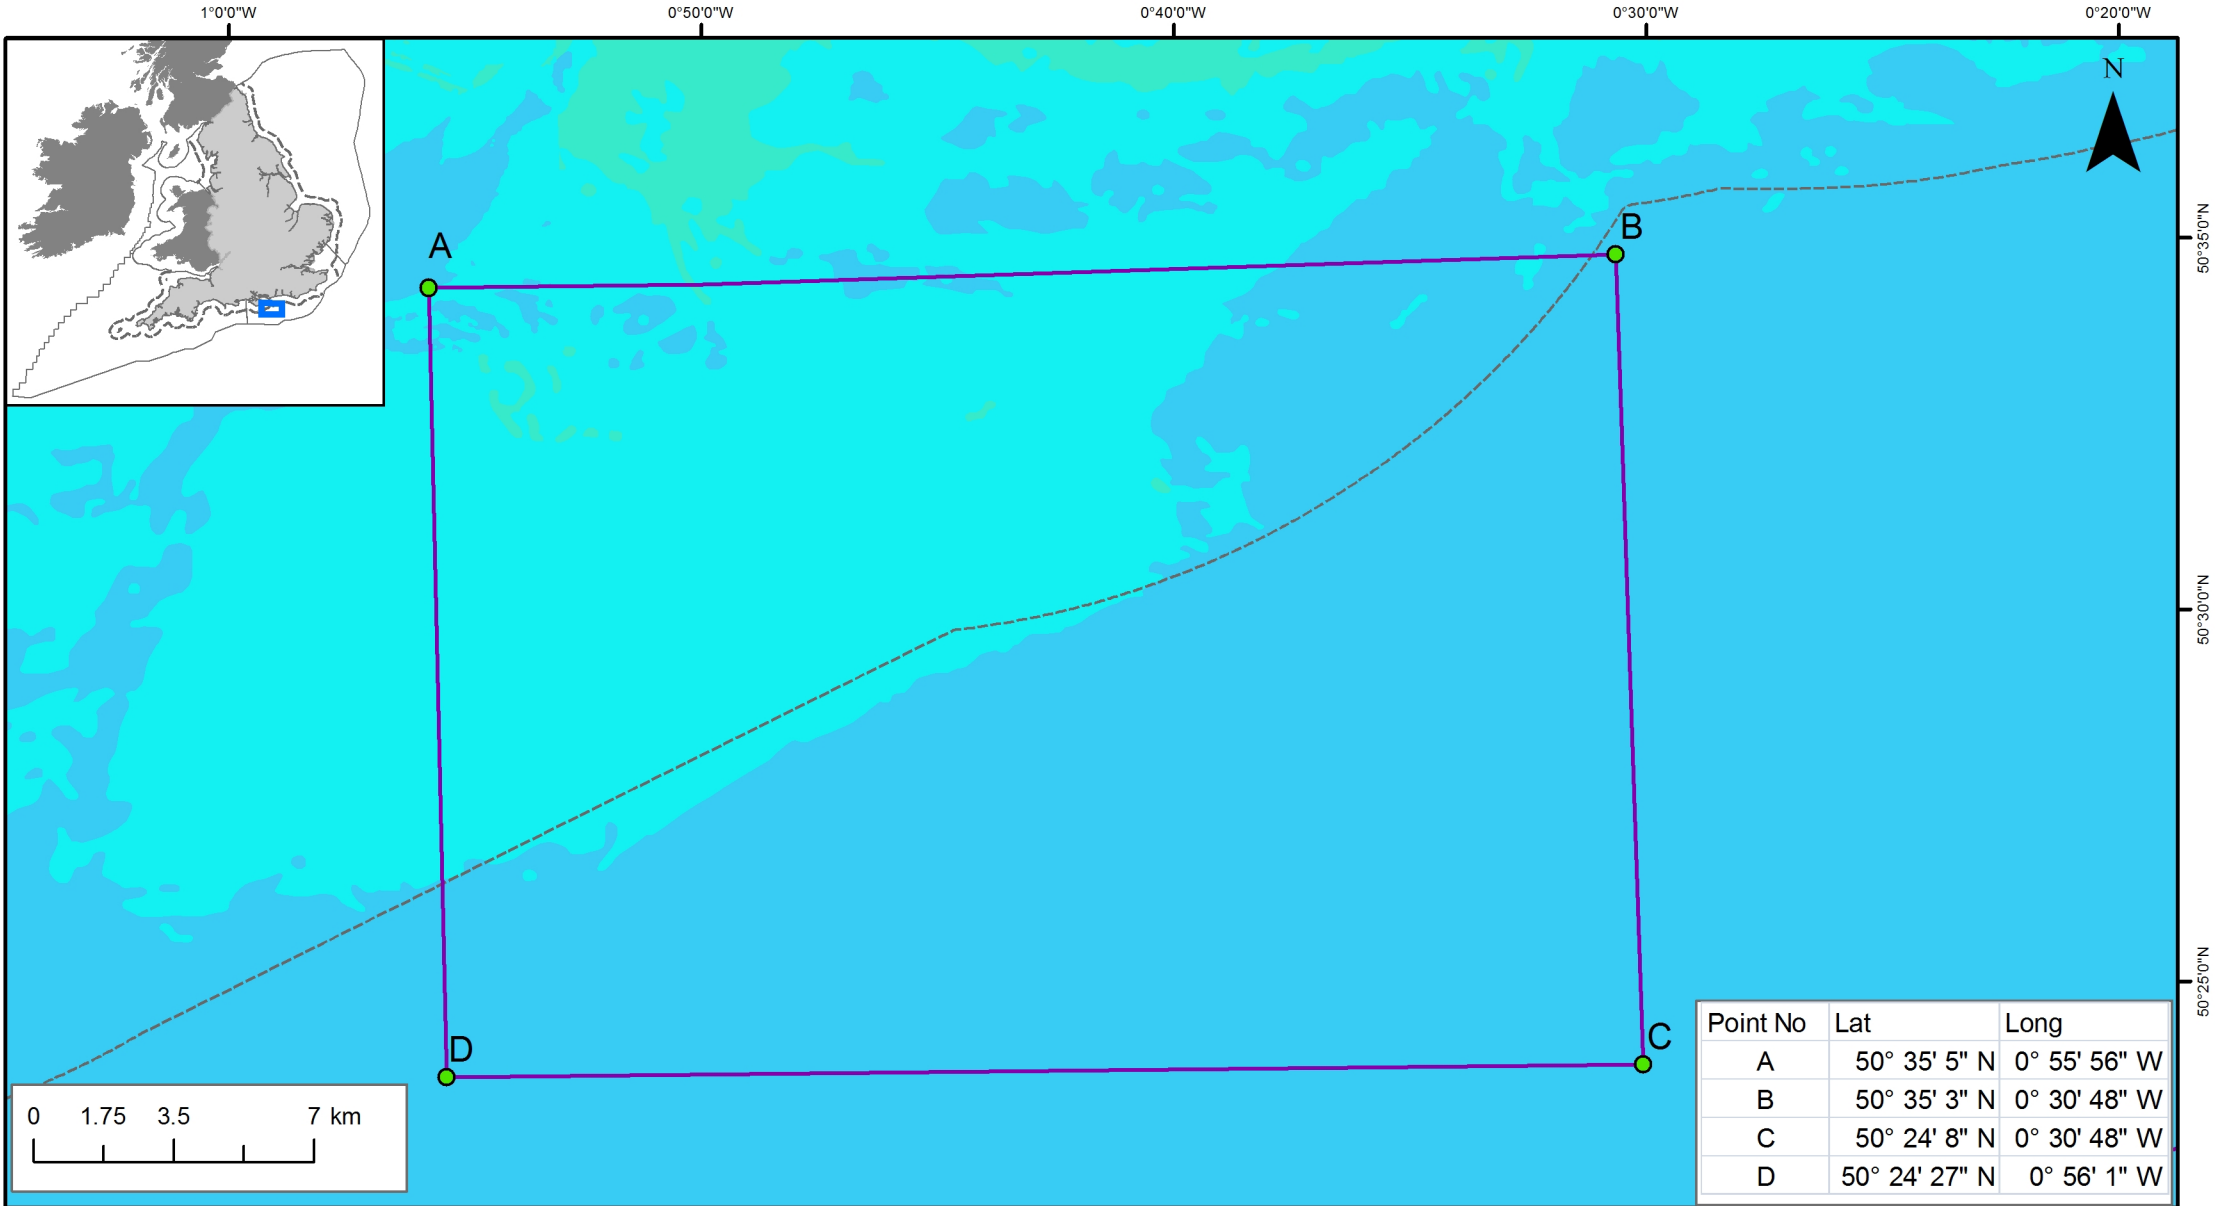 1°0'0"W 0°50'0"W 0°40'0"W 0°30'0"W 0°20'0"W
N
B
50°35'0"N
A
50°30'0"N
50°25'0"N
C
D
0 1.75 3.5 7 km
Point No Lat Long
A 50° 35' 5" N 0° 55' 56" W
B 50° 35' 3" N 0° 30' 48" W
C 50° 24' 8" N 0° 30' 48" W
D 50° 24' 27" N 0° 56' 1" W